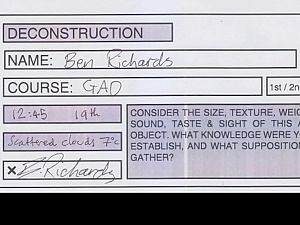 DECONSTRUCTION
NAME: Ben Richards
COURSE: GAD
1st / 2n
12:45 19th
Scattered clouds 7°c
× B.Richards
CONSIDER THE SIZE, TEXTURE, WEIG
SOUND, TASTE & SIGHT OF THIS A
OBJECT. WHAT KNOWLEDGE WERE Y
ESTABLISH, AND WHAT SUPPOSITION
GATHER?